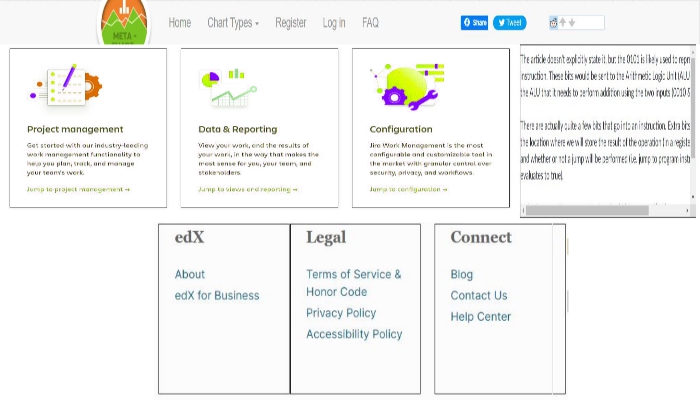 META -
Home
Chart Types
Register
Log in
FAQ
Share
Tweet
Project management
Get started with our industry-leading
work management functionality to
help you plan, track, and manage
your team's work.
Jump to project management →
Data & Reporting
View your work, and the results of
your work, in the way that makes the
most sense for you, your team, and
stakeholders.
Jump to views and reporting →
Configuration
Jira Work Management is the most
configurable and customizable tool in
the market with granular control over
security, privacy, and workflows.
Jump to configuration →
The article doesn't explicitly state it, but the 0101 is likely used to repr
instruction. These bits would be sent to the Arithmetic Logic Unit (ALU
the ALU that it needs to perform addition using the two inputs (0010 &
There are actually quite a few bits that go into an instruction. Extra bits
the location where we will store the result of the operation (in a registe
and whether or not a jump will be performed (i.e. jump to program instr
evaluates to true).
edX
About
edX for Business
Legal
Terms of Service &
Honor Code
Privacy Policy
Accessibility Policy
Connect
Blog
Contact Us
Help Center